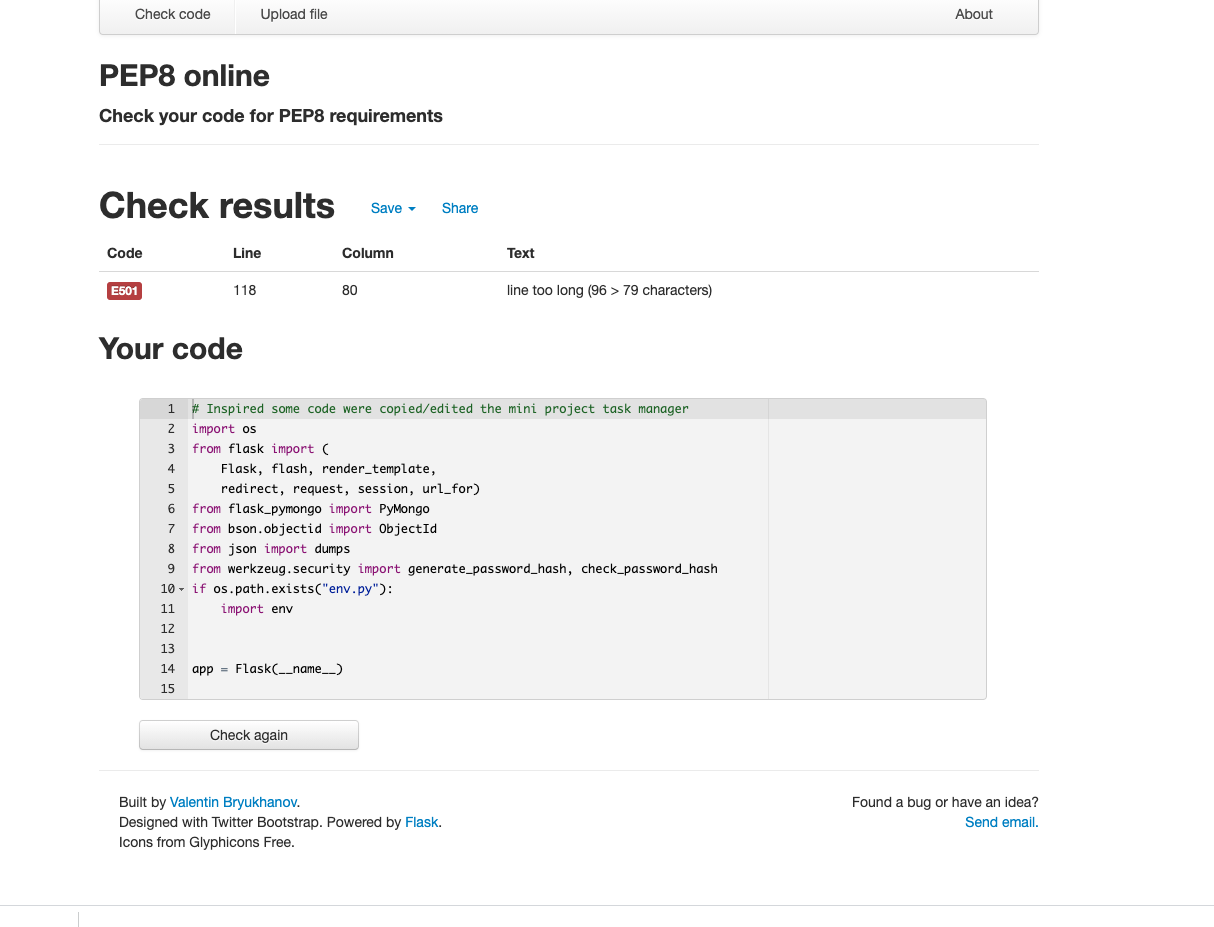 Check code Upload file About
PEP8 online
Check your code for PEP8 requirements
Check results Save Share
Code Line Column Text
E501 118 80 line too long (96 > 79 characters)
Your code
1 # Inspired some code were copied/edited the mini project task manager
2 import os
3 from flask import (
4     Flask, flash, render_template,
5     redirect, request, session, url_for)
6 from flask_pymongo import PyMongo
7 from bson.objectid import ObjectId
8 from json import dumps
9 from werkzeug.security import generate_password_hash, check_password_hash
10 if os.path.exists("env.py"):
11     import env
12
13
14 app = Flask(__name__)
15
Check again
Built by Valentin Bryukhanov. Found a bug or have an idea?
Designed with Twitter Bootstrap. Powered by Flask. Send email.
Icons from Glyphicons Free.